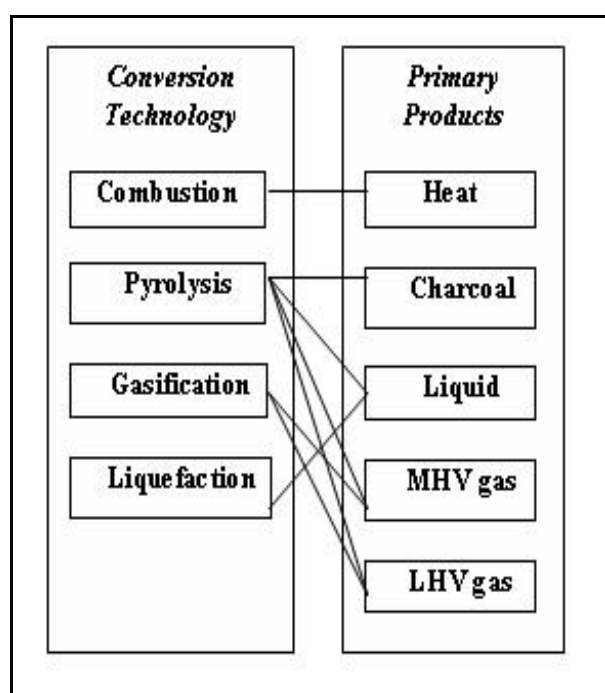 Conversion
Technology
Combustion
Pyrolysis
Gasification
Liquefaction
Primary
Products
Heat
Charcoal
Liquid
MHV gas
LHV gas